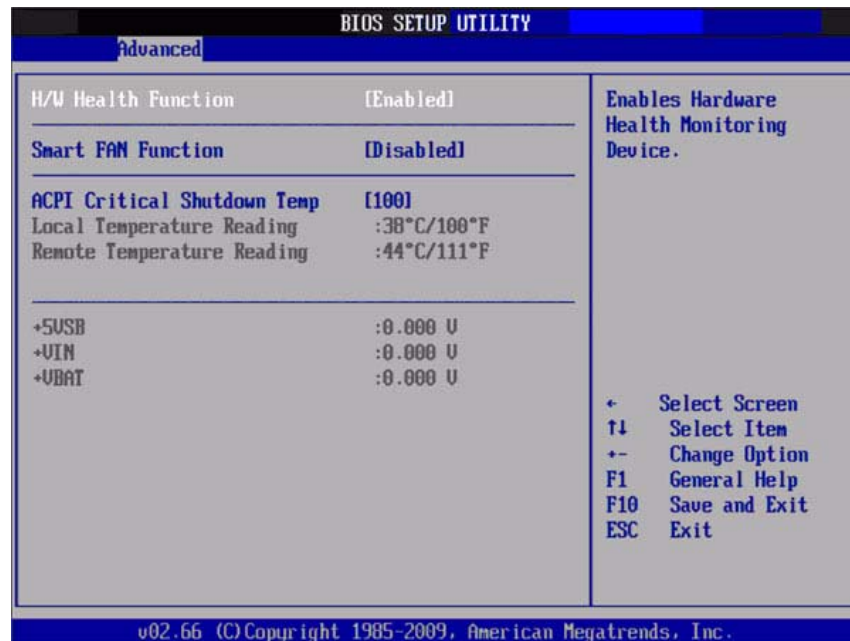 BIOS SETUP UTILITY
Advanced
H/W Health Function [Enabled]
Smart FAN Function [Disabled]
ACPI Critical Shutdown Temp [100]
Local Temperature Reading :38°C/100°F
Remote Temperature Reading :44°C/111°F
+5VSB :0.000 V
+VIN :0.000 V
+VBAT :0.000 V
Enables Hardware
Health Monitoring
Device.
← Select Screen
↑↓ Select Item
+- Change Option
F1 General Help
F10 Save and Exit
ESC Exit
v02.66 (C)Copyright 1985-2009, American Megatrends, Inc.